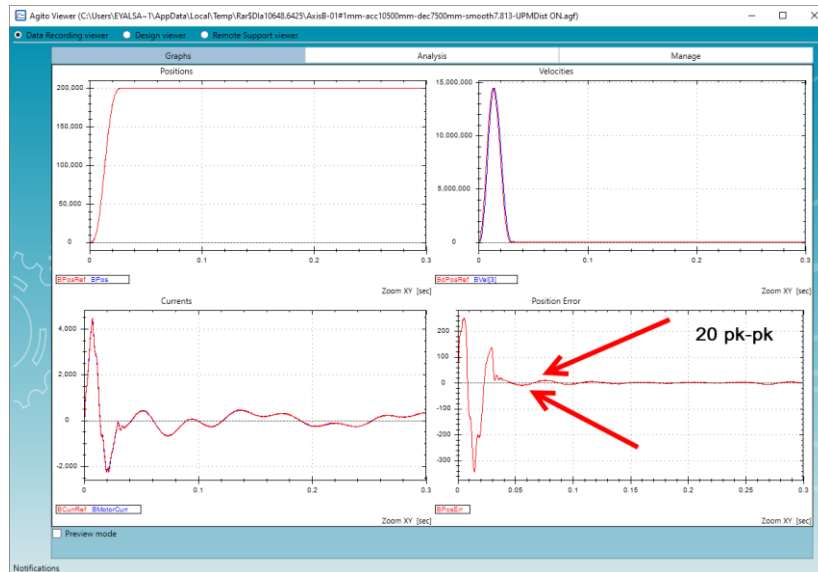 Agito Viewer (C:\Users\EYALSA~1\AppData\Local\Temp\Rar$DIa10648.6425\AxisB-01#1mm-acc10500mm-dec7500mm-smooth7.813-UPMDist ON.agf)
Data Recording viewer Design viewer Remote Support viewer
Graphs Analysis Manage
Positions
200,000
150,000
100,000
50,000
0
0 0.1 0.2 0.3
BPosRef BPos
Zoom XY [sec]
Velocities
15,000,000
10,000,000
5,000,000
0
0 0.1 0.2 0.3
BdPosRef BVel[3]
Zoom XY [sec]
Currents
4,000
2,000
0
-2,000
0 0.1 0.2 0.3
BCurrRef BMotorCurr
Zoom XY [sec]
Position Error
20 pk-pk
200
100
0
-100
-200
-300
0 0.05 0.1 0.15 0.2 0.25 0.3
BPosErr
Zoom XY [sec]
Preview mode
Notifications